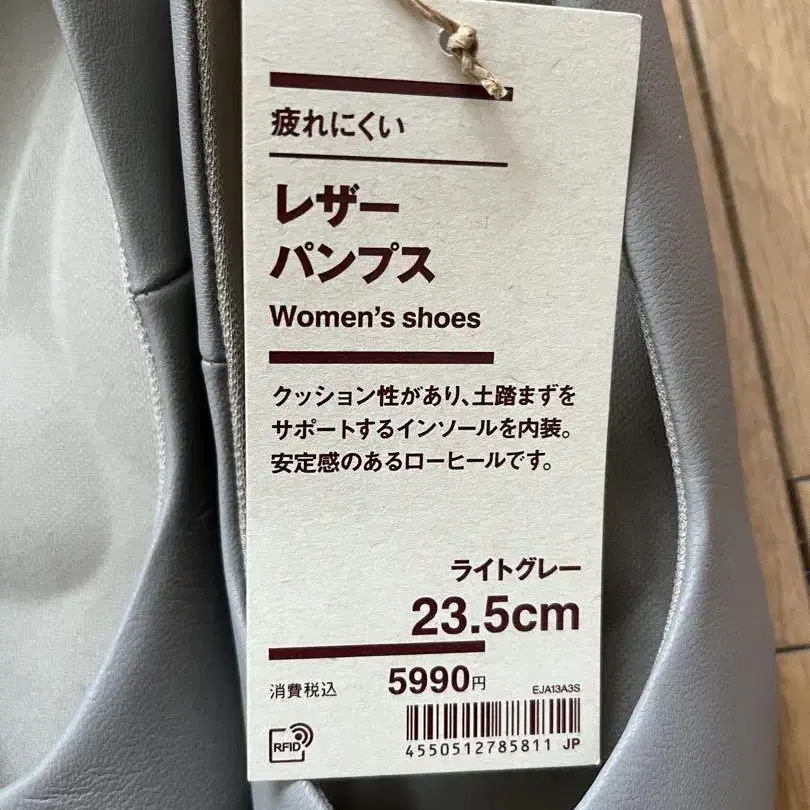 疲れにくい
レザー
パンプス
Women's shoes
クッション性があり、土踏まずを
サポートするインソールを内装。
安定感のあるローヒールです。
ライトグレー
23.5cm
消費税込 5990円
EJA13A3S
RFID
4550512785811 JP